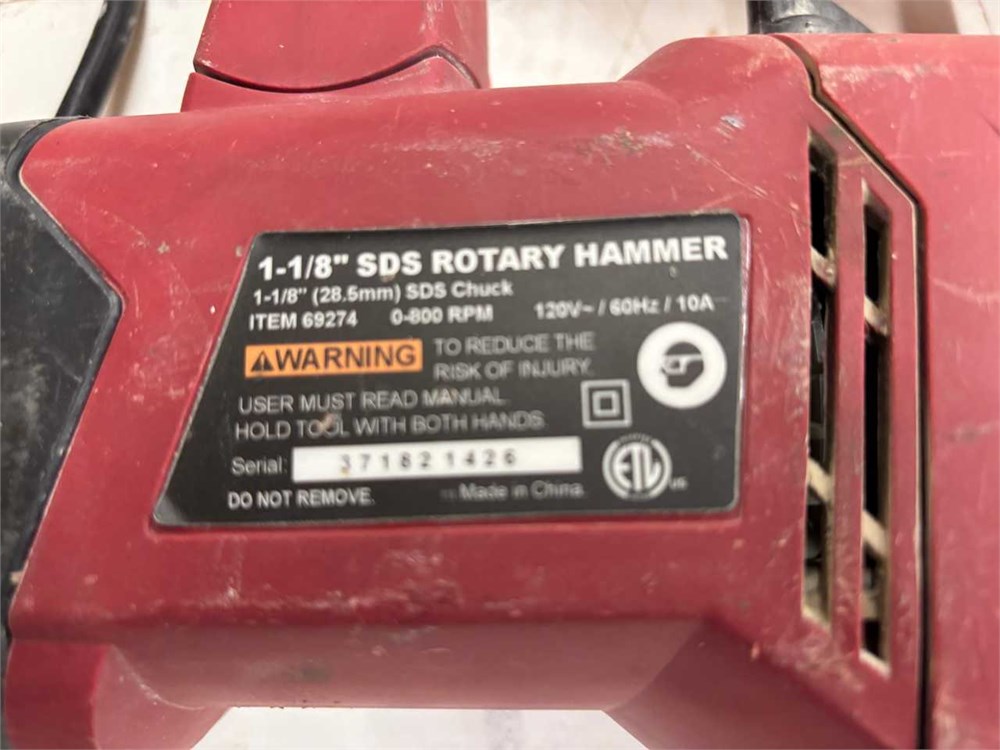 1-1/8" SDS ROTARY HAMMER
1-1/8" (28.5mm) SDS Chuck
ITEM 69274 0-800 RPM 120V~ / 60Hz / 10A
WARNING TO REDUCE THE
RISK OF INJURY,
USER MUST READ MANUAL.
HOLD TOOL WITH BOTH HANDS.
Serial: 371821426
DO NOT REMOVE. Made in China.
ETL
US